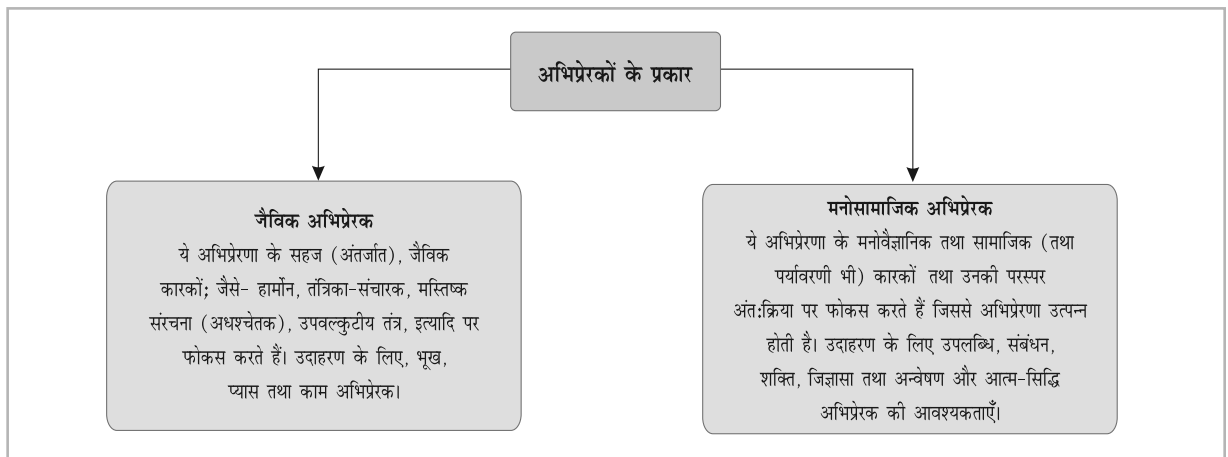 अभिप्रेरकों के प्रकार
जैविक अभिप्रेरक
ये अभिप्रेरणा के सहज (अंतर्जात), जैविक
कारकों; जैसे- हार्मोन, तंत्रिका-संचारक, मस्तिष्क
संरचना (अधश्चेतक), उपवल्कुटीय तंत्र, इत्यादि पर
फोकस करते हैं। उदाहरण के लिए, भूख,
प्यास तथा काम अभिप्रेरक।
मनोसामाजिक अभिप्रेरक
ये अभिप्रेरणा के मनोवैज्ञानिक तथा सामाजिक (तथा
पर्यावरणी भी) कारकों तथा उनकी परस्पर
अंत:क्रिया पर फोकस करते हैं जिससे अभिप्रेरणा उत्पन्न
होती है। उदाहरण के लिए उपलब्धि, संबंधन,
शक्ति, जिज्ञासा तथा अन्वेषण और आत्म-सिद्धि
अभिप्रेरक की आवश्यकताएँ।